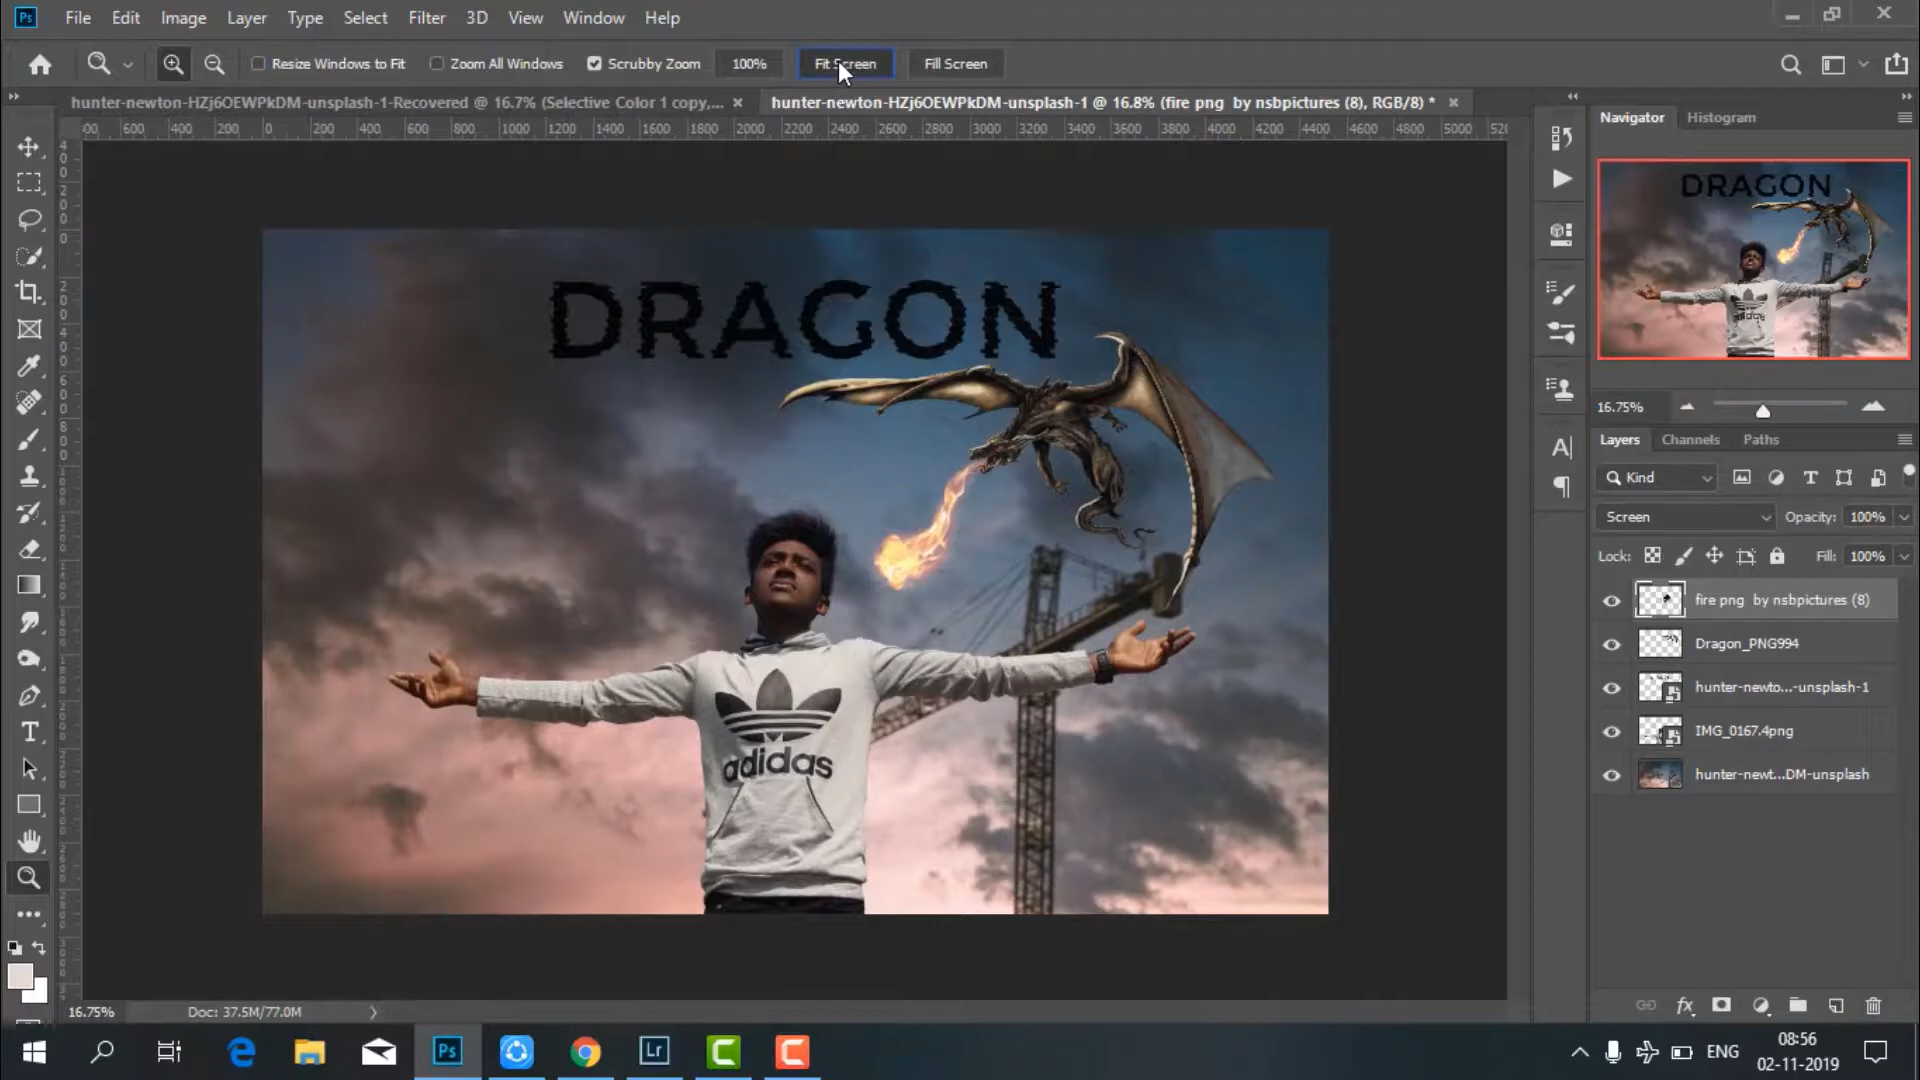 Ps File Edit Image Layer Type Select Filter 3D View Window Help
Resize Windows to Fit Zoom All Windows Scrubby Zoom 100% Fit Screen Fill Screen
hunter-newton-HZj6OEWPkDM-unsplash-1-Recovered @ 16.7% (Selective Color 1 copy,... × hunter-newton-HZj6OEWPkDM-unsplash-1 @ 16.8% (fire png by nsbpictures (8), RGB/8) * ×
600 400 200 0 200 400 600 800 1000 1200 1400 1600 1800 2000 2200 2400 2600 2800 3000 3200 3400 3600 3800 4000 4200 4400 4600 4800 5000
Navigator Histogram
DRAGON
DRAGON
adidas
adidas
16.75%
Layers Channels Paths
Kind
Screen Opacity: 100%
Lock: Fill: 100%
fire png by nsbpictures (8)
Dragon_PNG994
hunter-newto...-unsplash-1
IMG_0167.4png
hunter-newt...DM-unsplash
16.75% Doc: 37.5M/77.0M
Ps Lr ENG 08:56
02-11-2019